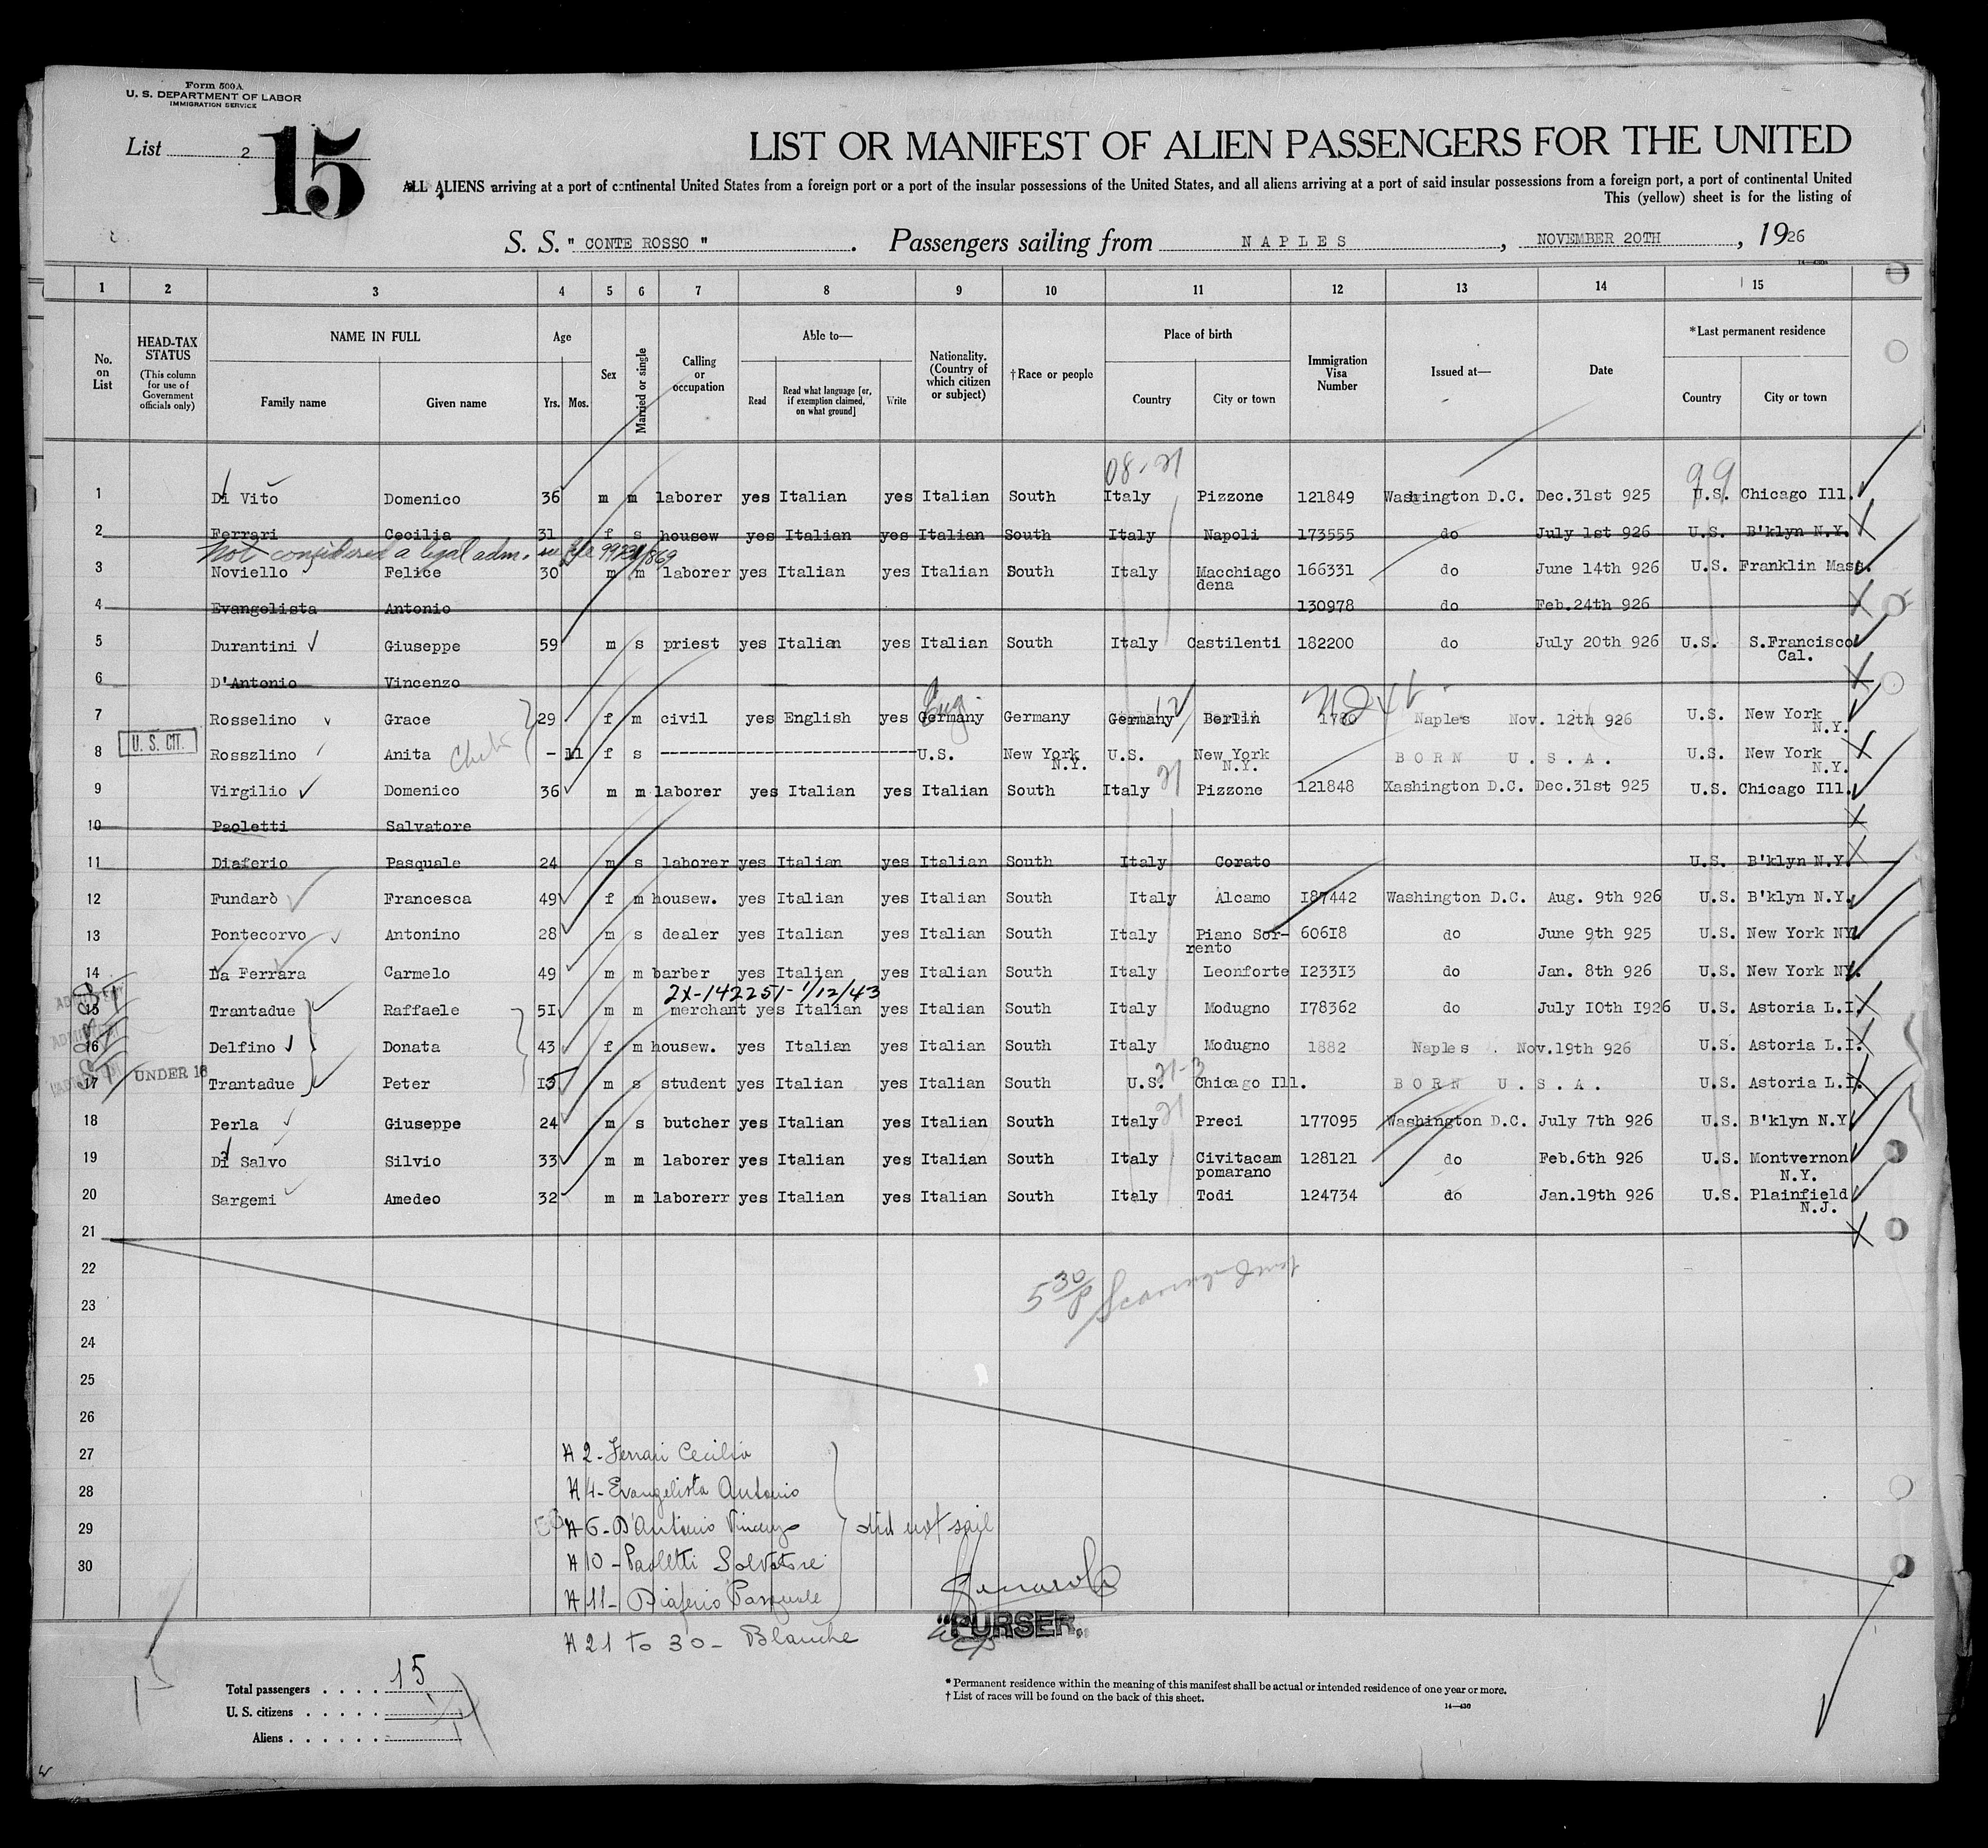 Form 500A
U. S. DEPARTMENT OF LABOR
IMMIGRATION SERVICE
List 2
15
LIST OR MANIFEST OF ALIEN PASSENGERS FOR THE UNITED
ALL ALIENS arriving at a port of continental United States from a foreign port or a port of the insular possessions of the United States, and all aliens arriving at a port of said insular possessions from a foreign port, a port of continental United
This (yellow) sheet is for the listing of
S. S. " CONTE ROSSO " . Passengers sailing from NAPLES , NOVEMBER 20TH , 1926
1 2 3 4 5 6 7 8 9 10 11 12 13 14 15
No. on List
HEAD-TAX STATUS (This column for use of Government officials only)
NAME IN FULL Family name Given name
Age Yrs. Mos.
Sex
Married or single
Calling or occupation
Able to— Read Read what language [or, if exemption claimed, on what ground] Write
Nationality. (Country of which citizen or subject)
†Race or people
Place of birth Country City or town
Immigration Visa Number
Issued at—
Date
*Last permanent residence Country City or town
08-21 99
1 Di Vito Domenico 36 m m laborer yes Italian yes Italian South Italy Pizzone 121849 Washington D.C. Dec.31st 925 U.S. Chicago Ill.
2 Ferrari Cecilia 31 f s housew yes Italian yes Italian South Italy Napoli 173555 do July 1st 926 U.S. B'klyn N.Y.
Not considered a legal adm.
3 Noviello Felice 30 m m laborer yes Italian yes Italian South Italy Macchiago dena 166331 do June 14th 926 U.S. Franklin Mass.
4 Evangelista Antonio 130978 do Feb.24th 926
5 Durantini Giuseppe 59 m s priest yes Italian yes Italian South Italy Castilenti 182200 do July 20th 926 U.S. S.Francisco Cal.
6 D'Antonio Vincenzo
7 Rosselino Grace 29 f m civil yes English yes Germany Germany Germany Berlin 1760 Naples Nov. 12th 926 U.S. New York N.Y.
U. S. CIT.
8 Rosszlino Anita - 11 f s U.S. New York N.Y. U.S. New York N.Y. BORN U.S.A. U.S. New York N.Y.
9 Virgilio Domenico 36 m m laborer yes Italian yes Italian South Italy 21 Pizzone 121848 Xashington D.C. Dec.31st 925 U.S. Chicago Ill.
10 Paoletti Salvatore
11 Diaferio Pasquale 24 m s laborer yes Italian yes Italian South Italy Corato U.S. B'klyn N.Y.
12 Fundarò Francesca 49 f m housew. yes Italian yes Italian South Italy Alcamo I87442 Washington D.C. Aug. 9th 926 U.S. B'klyn N.Y.
13 Pontecorvo Antonino 28 m s dealer yes Italian yes Italian South Italy Piano Sor- rento 606I8 do June 9th 925 U.S. New York NY.
14 La Ferrara Carmelo 49 m m barber yes Italian yes Italian South Italy Leonforte I233I3 do Jan. 8th 926 U.S. New York NY.
2X-142251-1/12/43
15 Trantadue Raffaele 5I m m merchant yes Italian yes Italian South Italy Modugno I78362 do July I0th I926 U.S. Astoria L.I.
16 Delfino Donata 43 f m housew. yes Italian yes Italian South Italy Modugno 1882 Naples . Nov.19th 926 U.S. Astoria L.I.
17 UNDER 16 Trantadue Peter I5 m s student yes Italian yes Italian South U.S. Chicago Ill. BORN U.S.A. U.S. Astoria L.I.
18 Perla Giuseppe 24 m s butcher yes Italian yes Italian South Italy 21 Preci 177095 Washington D.C. July 7th 926 U.S. B'klyn N.Y
19 Di Salvo Silvio 33 m m laborer yes Italian yes Italian South Italy Civitacam pomarano 128121 do Feb.6th 926 U.S. Montvernon N.Y.
20 Sargemi Amedeo 32 m m laborerr yes Italian yes Italian South Italy Todi 124734 do Jan.19th 926 U.S. Plainfield N.J.
21
22
23
24
25
26
27 2 - Ferrari Cecilia
28 4 - Evangelista Antonio
29 6 - D'Antonio Vincenzo did not sail
30 10 - Paoletti Salvatore
11 - Diaferio Pasquale
21 to 30 - Blanche
PURSER.
Total passengers . . . . 15
U. S. citizens . . . . .
Aliens . . . . . .
* Permanent residence within the meaning of this manifest shall be actual or intended residence of one year or more.
† List of races will be found on the back of this sheet.
14—430